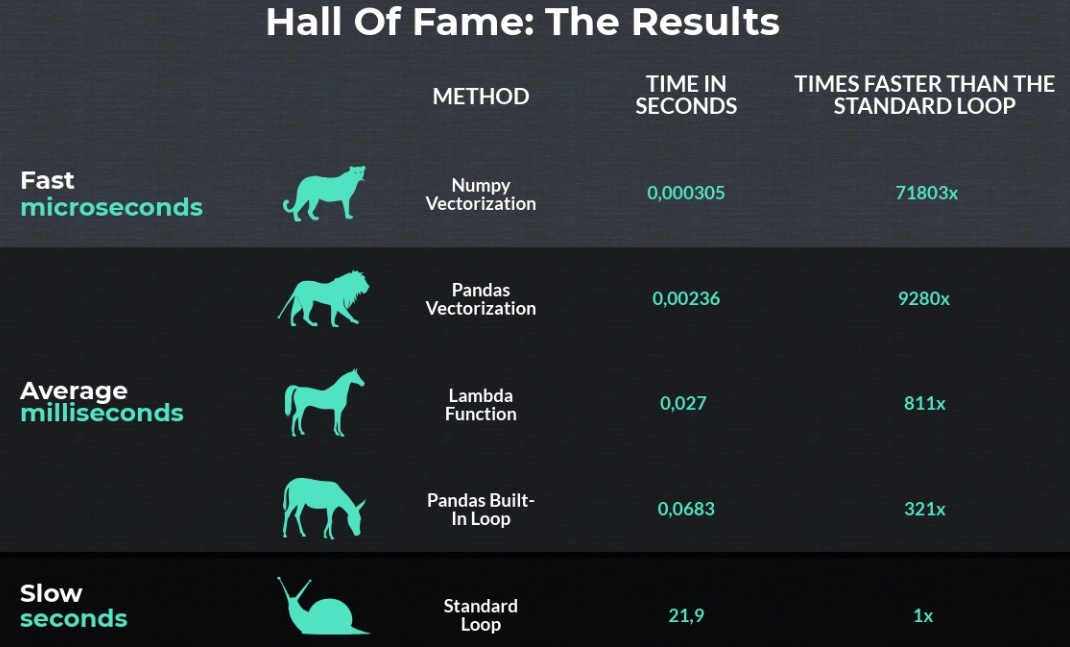 Hall Of Fame: The Results
METHOD
TIME IN
SECONDS
TIMES FASTER THAN THE
STANDARD LOOP
Fast
microseconds
Numpy
Vectorization
0,000305
71803x
Pandas
Vectorization
0,00236
9280x
Average
milliseconds
Lambda
Function
0,027
811x
Pandas Built-
In Loop
0,0683
321x
Slow
seconds
Standard
Loop
21,9
1x